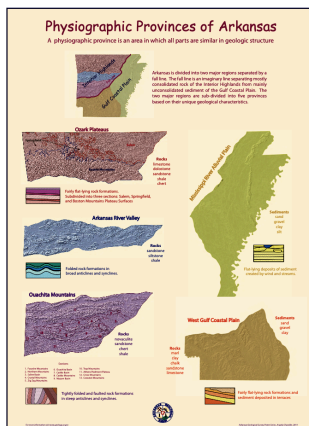 Physiographic Provinces of Arkansas
A physiographic province is an area in which all parts are similar in geologic structure
Interior Highlands
Gulf Coastal Plain
Arkansas is divided into two major regions separated by a
fall line. The fall line is an imaginary line separating mostly
consolidated rock of the Interior Highlands from mainly
unconsolidated sediment of the Gulf Coastal Plain. The
two major regions are sub-divided into five provinces
based on their unique geological characteristics.
Ozark Plateaus
Rocks
limestone
dolostone
sandstone
shale
chert
Fairly flat-lying rock formations.
Subdivided into three sections: Salem, Springfield,
and Boston Mountains Plateau Surfaces
Mississippi River Alluvial Plain
Sediments
sand
gravel
clay
silt
Flat-lying deposits of sediment
created by wind and streams.
Arkansas River Valley
Rocks
sandstone
siltstone
shale
Folded rock formations in
broad anticlines and synclines.
Ouachita Mountains
Rocks
novaculite
sandstone
chert
shale
Tightly folded and faulted rock formations
in steep anticlines and synclines.
West Gulf Coastal Plain
Sediments
sand
gravel
clay
Rocks
marl
clay
chalk
sandstone
limestone
Fairly flat-lying rock formations and
sediment deposited in terraces.